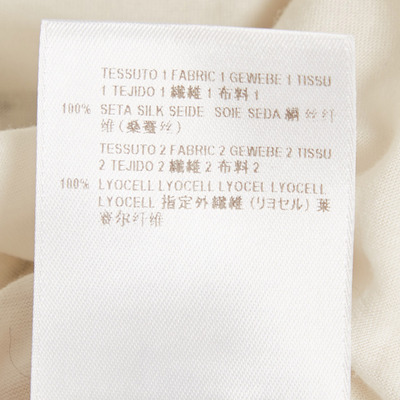 TESSUTO 1 FABRIC 1 GEWEBE 1 TISSU
1 TEJIDO 1 繊維 1 布料 1
100% SETA SILK SEIDE SOIE SEDA 絹 丝纤
维(桑蚕丝)
TESSUTO 2 FABRIC 2 GEWEBE 2 TISSU
2 TEJIDO 2 繊維 2 布料 2
100% LYOCELL LYOCELL LYOCEL LYOCELL
LYOCELL 指定外繊維 (リヨセル) 莱
赛尔纤维